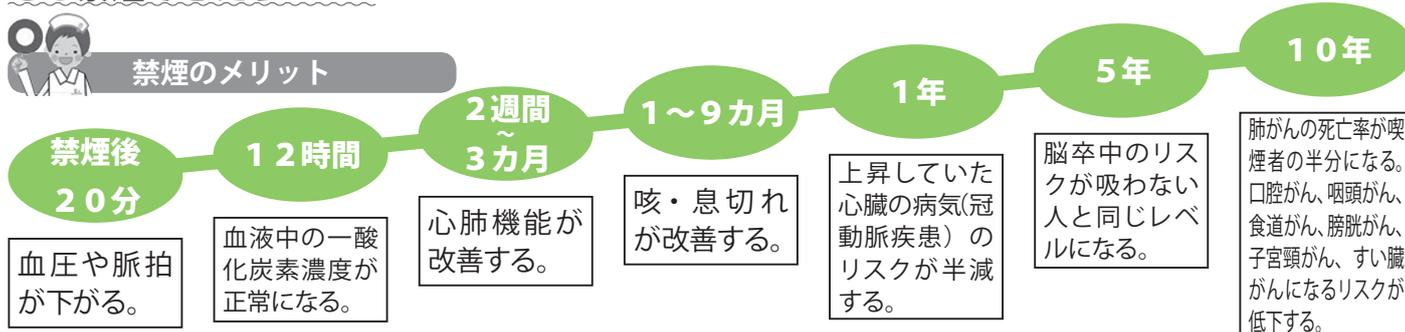 禁煙のメリット
禁煙後
20分
血圧や脈拍
が下がる。
12時間
血液中の一酸
化炭素濃度が
正常になる。
2週間
~
3カ月
心肺機能が
改善する。
1~9カ月
咳・息切れ
が改善する。
1年
上昇していた
心臓の病気(冠
動脈疾患)の
リスクが半減
する。
5年
脳卒中のリス
クが吸わない
人と同じレベ
ルになる。
10年
肺がんの死亡率が喫
煙者の半分になる。
口腔がん、咽頭がん、
食道がん、膀胱がん、
子宮頸がん、すい臓
がんになるリスクが
低下する。